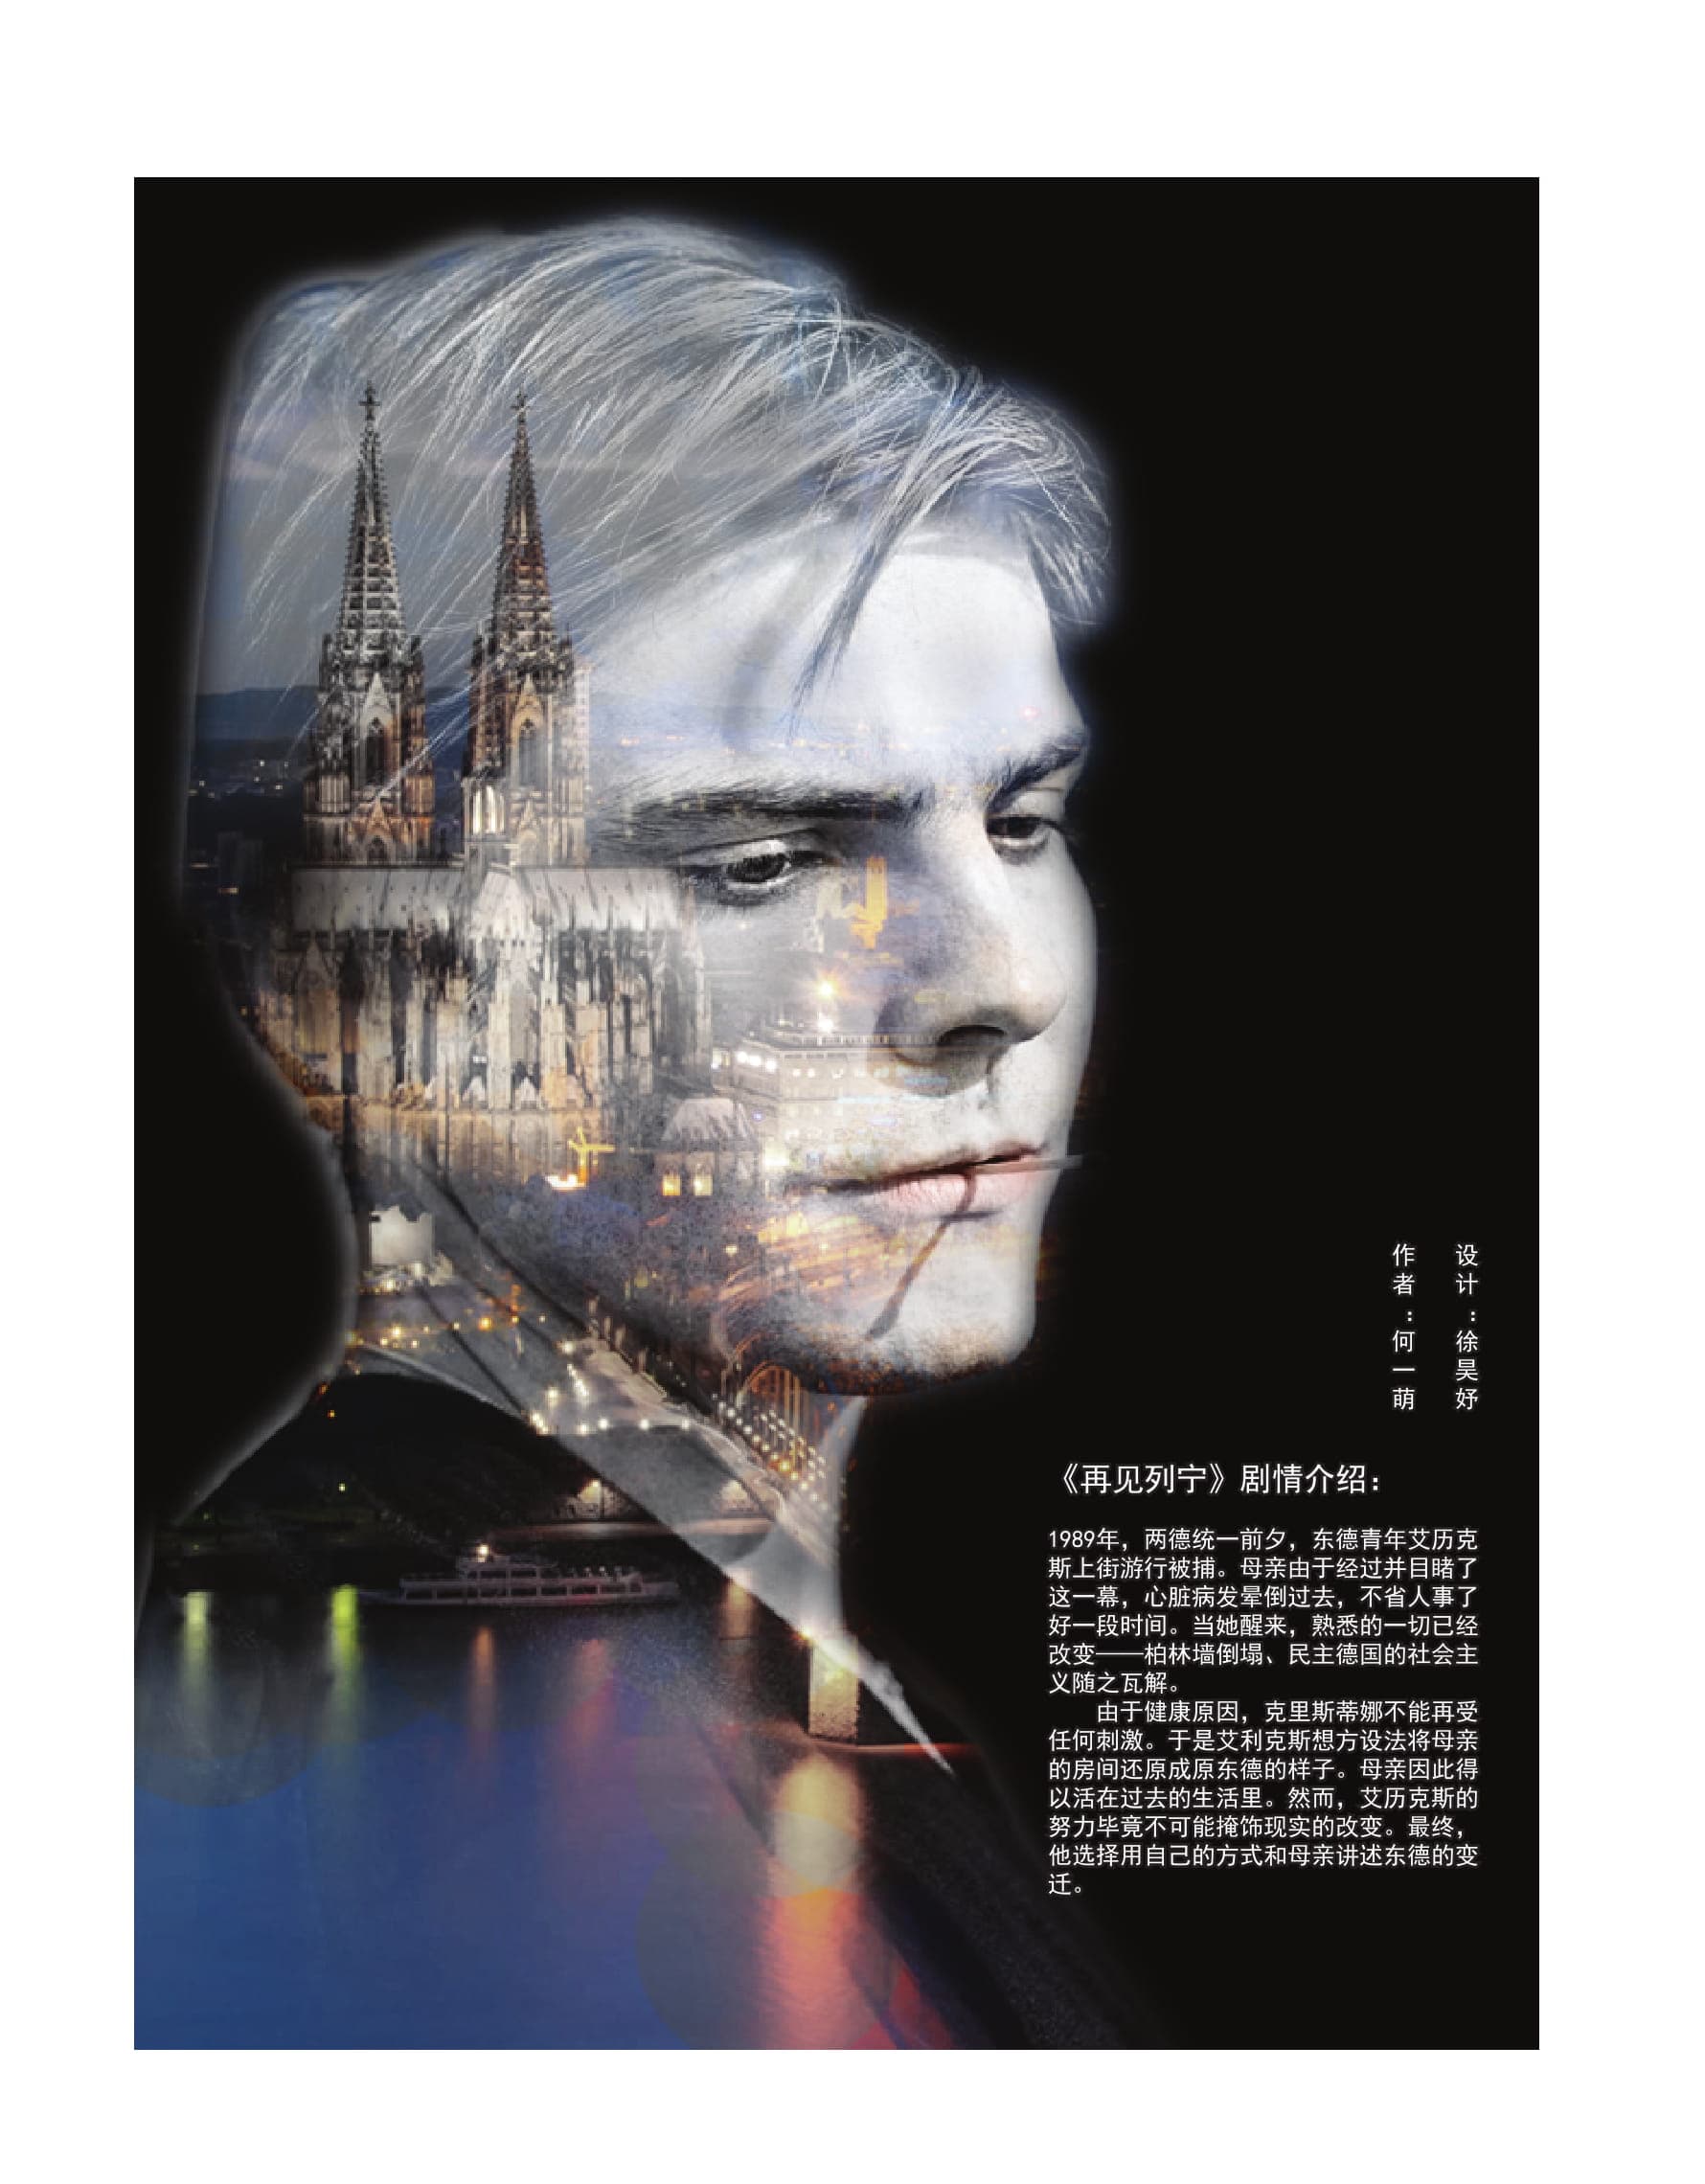 设计：徐昊妤
作者：何一萌
《再见列宁》剧情介绍：
1989年，两德统一前夕，东德青年艾历克
斯上街游行被捕。母亲由于经过并目睹了
这一幕，心脏病发晕倒过去，不省人事了
好一段时间。当她醒来，熟悉的一切已经
改变——柏林墙倒塌、民主德国的社会主
义随之瓦解。
由于健康原因，克里斯蒂娜不能再受
任何刺激。于是艾利克斯想方设法将母亲
的房间还原成原东德的样子。母亲因此得
以活在过去的生活里。然而，艾历克斯的
努力毕竟不可能掩饰现实的改变。最终，
他选择用自己的方式和母亲讲述东德的变
迁。